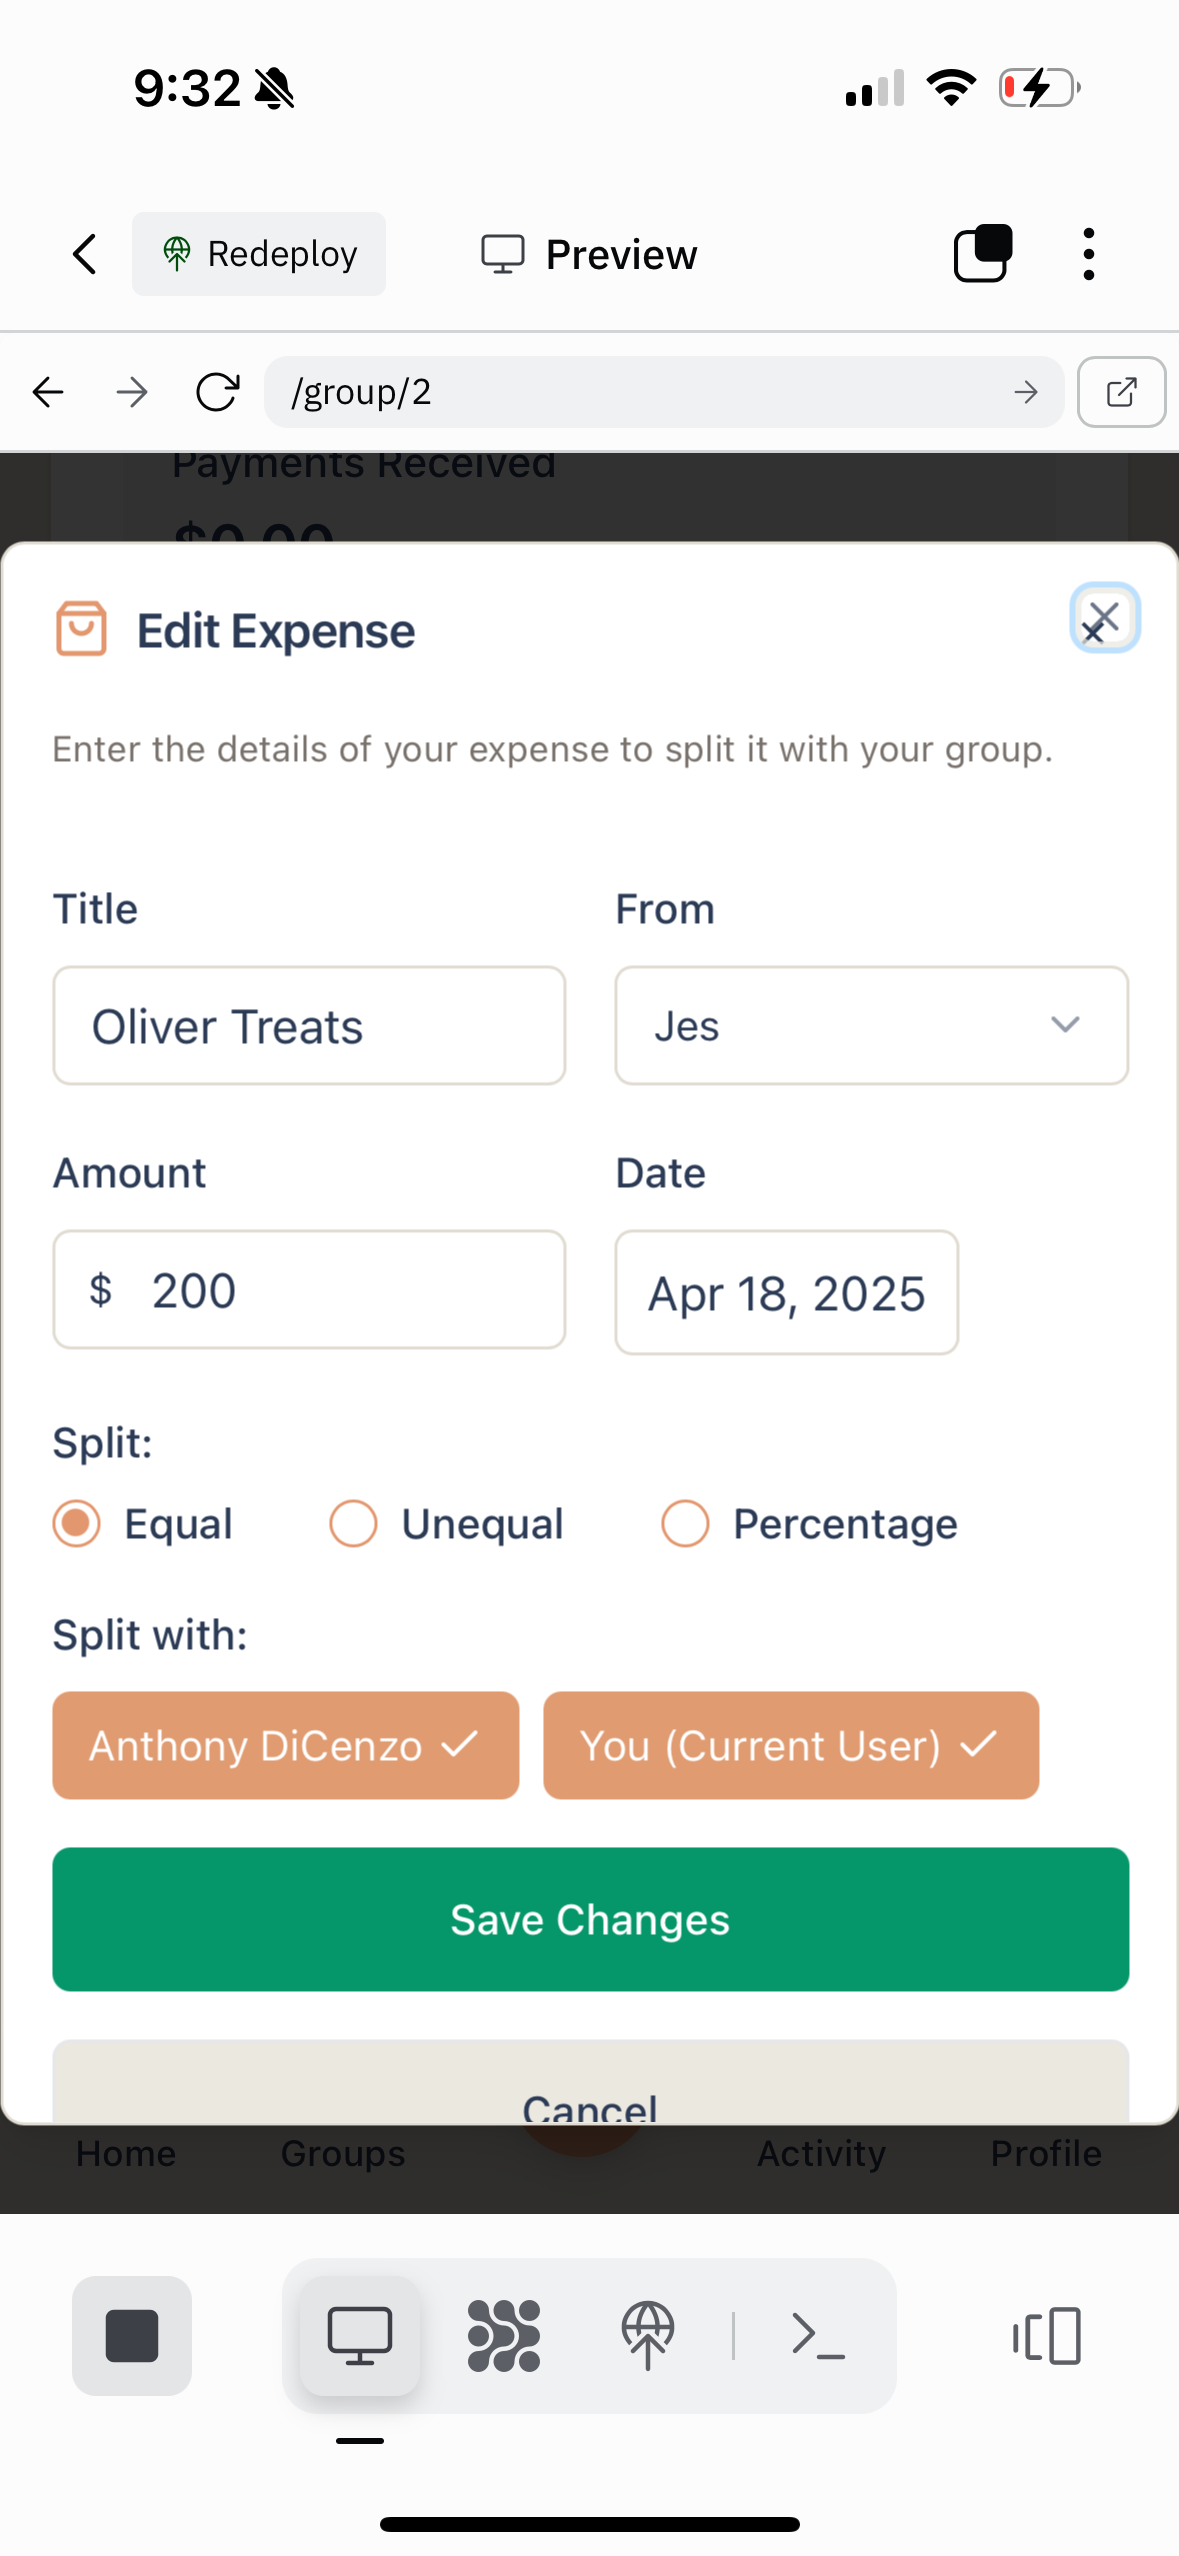 9:32
Redeploy
Preview
/group/2
Payments Received
$0.00
Edit Expense
Enter the details of your expense to split it with your group.
Title
From
Oliver Treats
Jes
Amount
Date
$ 200
Apr 18, 2025
Split:
Equal
Unequal
Percentage
Split with:
Anthony DiCenzo
You (Current User)
Save Changes
Cancel
Home
Groups
Activity
Profile